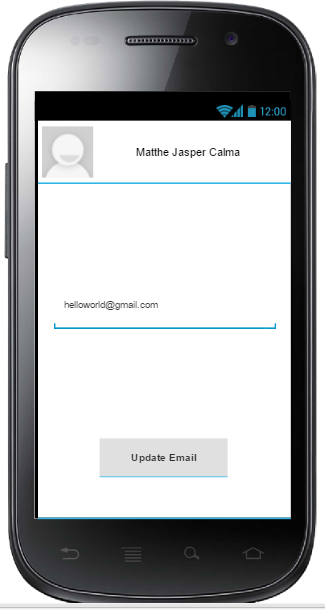 12:00
Matthe Jasper Calma
helloworld@gmail.com
Update Email